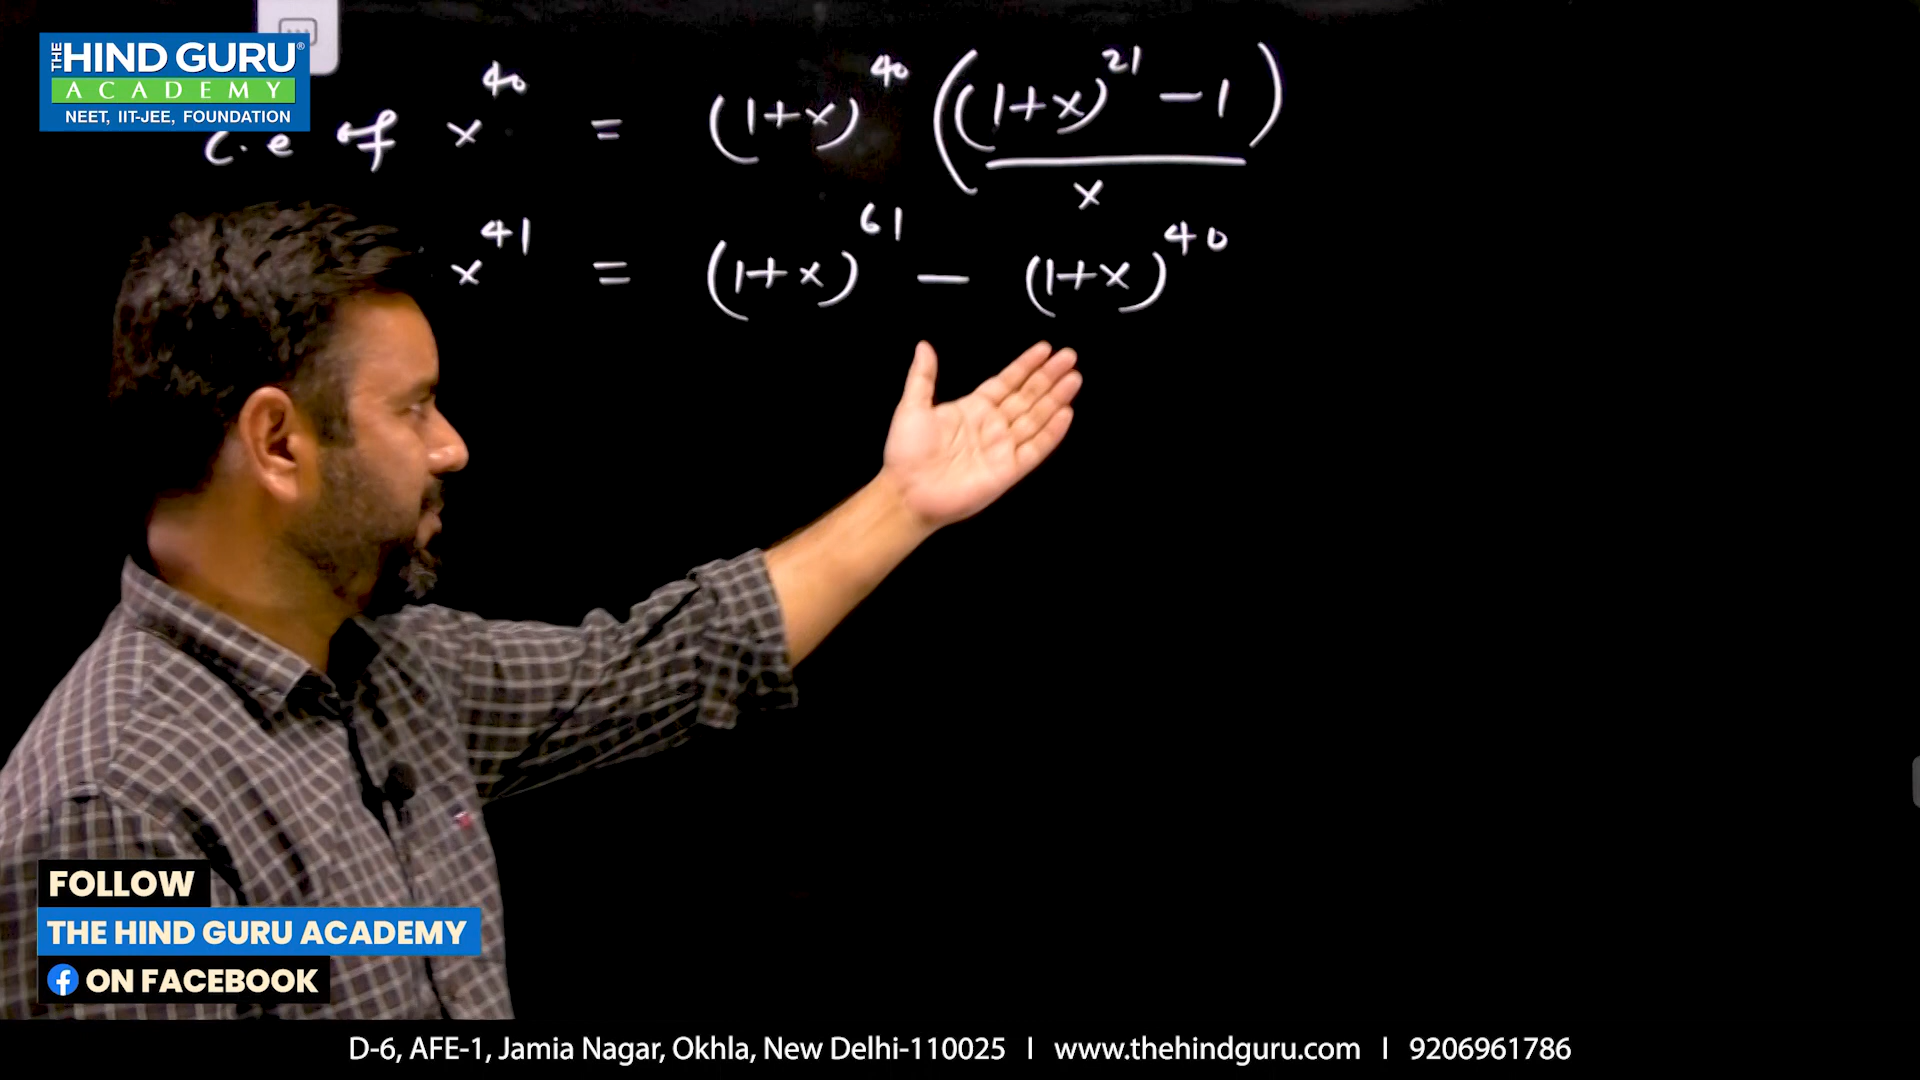 THE HIND GURU®
ACADEMY
NEET, IIT-JEE, FOUNDATION
C.e of x^40 = (1+x)^40 (((1+x)^21 - 1)/x)
x^41 = (1+x)^61 - (1+x)^40
FOLLOW
THE HIND GURU ACADEMY
ON FACEBOOK
D-6, AFE-1, Jamia Nagar, Okhla, New Delhi-110025 | www.thehindguru.com | 9206961786